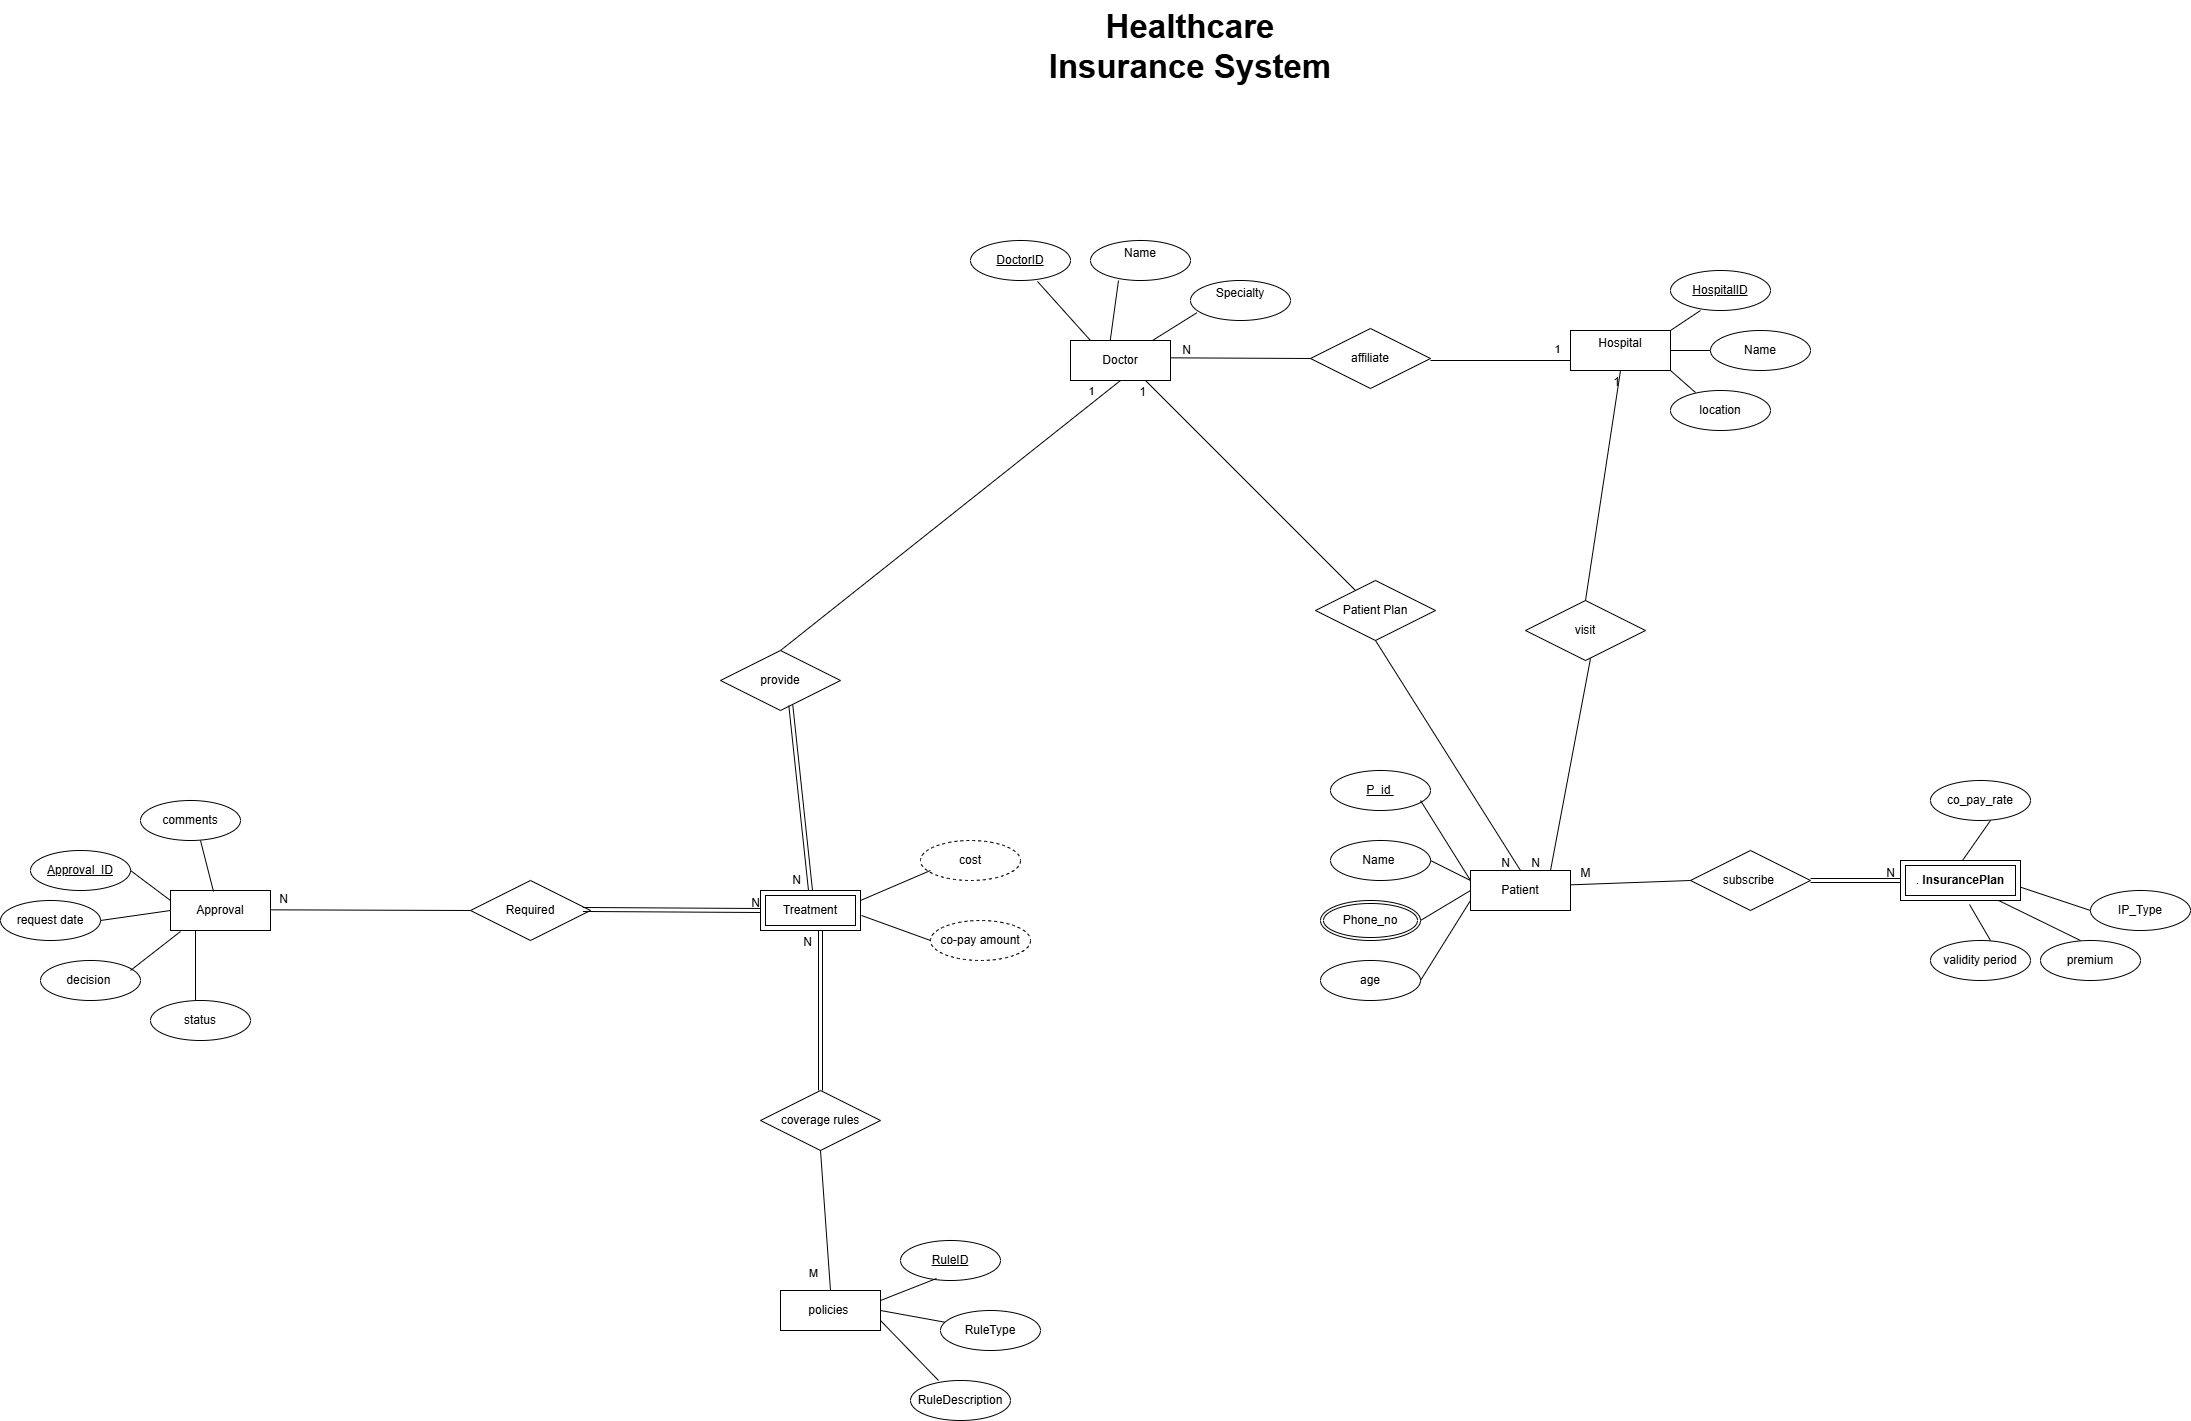 Healthcare
Insurance System
DoctorID
Name
Specialty
HospitalID
Doctor
N
affiliate
1
Hospital
Name
1
1
1
location
Patient Plan
visit
provide
P_id
co_pay_rate
comments
cost
Name
N
N
Approval_ID
M
subscribe
N
. InsurancePlan
N
Patient
Approval
N
Required
N
Treatment
IP_Type
request date
Phone_no
N
co-pay amount
validity period
premium
decision
age
status
coverage rules
RuleID
M
policies
RuleType
RuleDescription